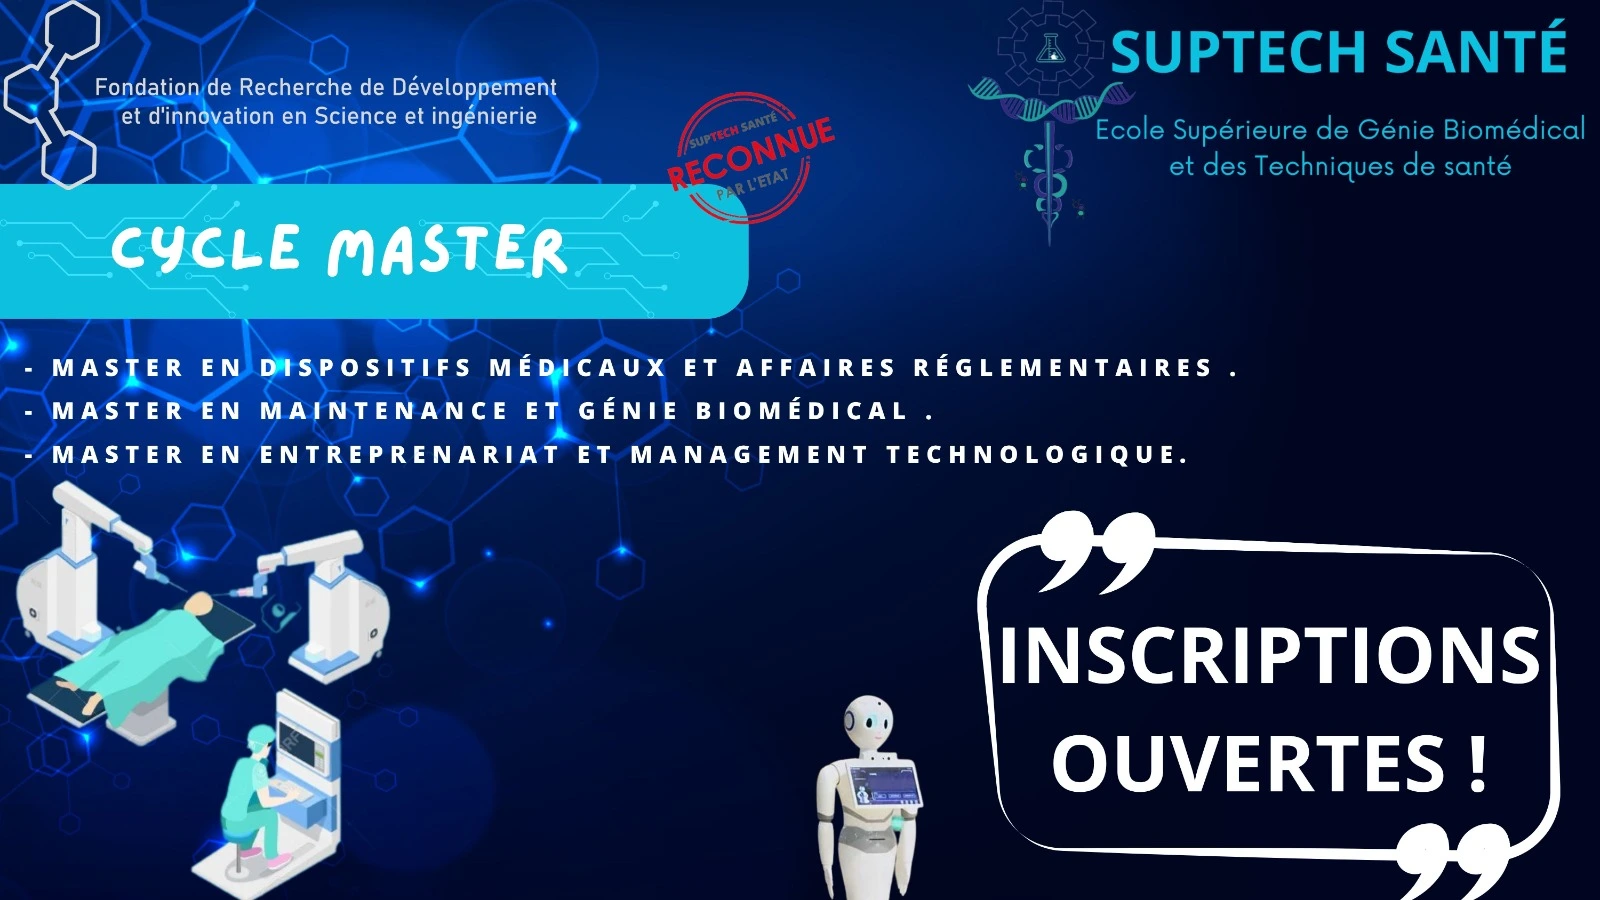 Fondation de Recherche de Développement
et d'innovation en Science et ingénierie
SUPTECH SANTÉ
Ecole Supérieure de Génie Biomédical
et des Techniques de santé
SUPTECH SANTÉ
RECONNUE
PAR L'ETAT
CYCLE MASTER
- MASTER EN DISPOSITIFS MÉDICAUX ET AFFAIRES RÉGLEMENTAIRES .
- MASTER EN MAINTENANCE ET GÉNIE BIOMÉDICAL .
- MASTER EN ENTREPRENARIAT ET MANAGEMENT TECHNOLOGIQUE.
INSCRIPTIONS
OUVERTES !